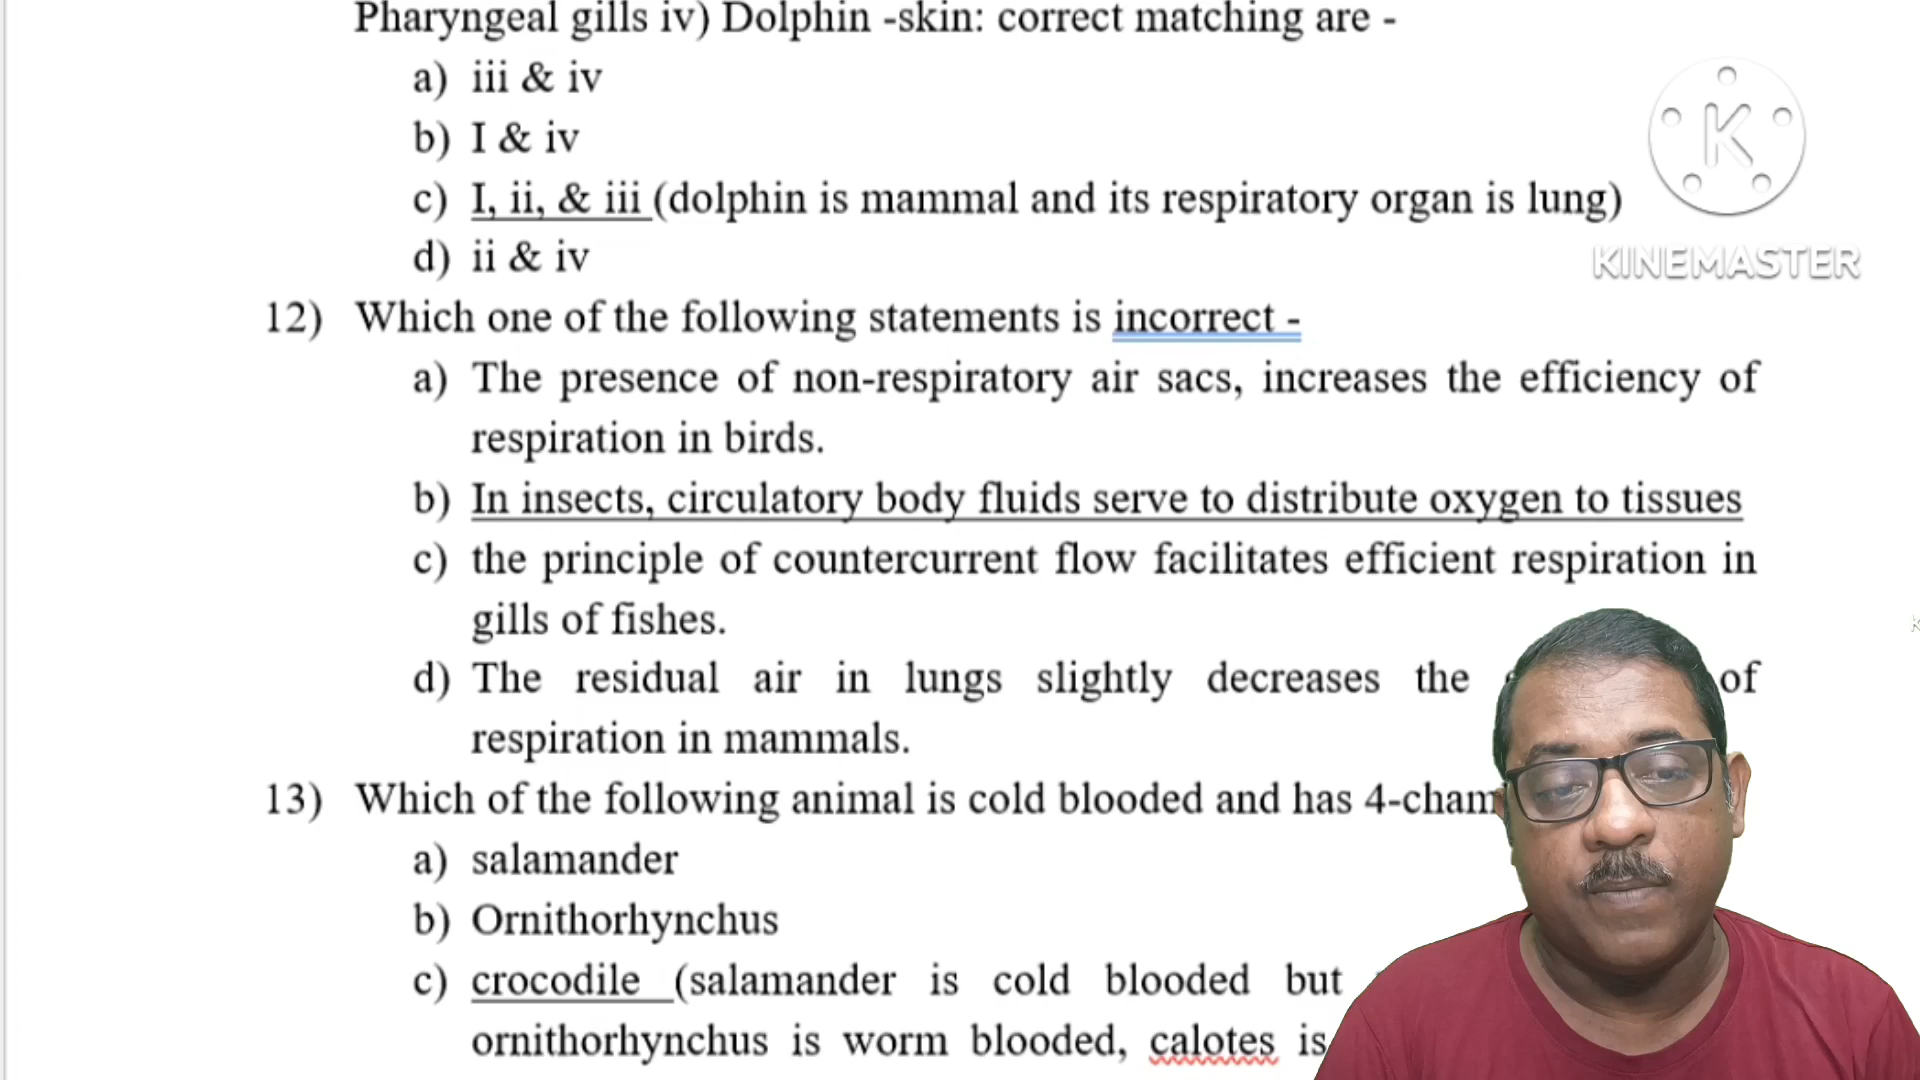 Pharyngeal gills iv) Dolphin -skin: correct matching are -
a) iii & iv
b) I & iv
c) I, ii, & iii (dolphin is mammal and its respiratory organ is lung)
d) ii & iv
KINEMASTER
12) Which one of the following statements is incorrect -
a) The presence of non-respiratory air sacs, increases the efficiency of
respiration in birds.
b) In insects, circulatory body fluids serve to distribute oxygen to tissues
c) the principle of countercurrent flow facilitates efficient respiration in
gills of fishes.
d) The residual air in lungs slightly decreases the of
respiration in mammals.
13) Which of the following animal is cold blooded and has 4-cham
a) salamander
b) Ornithorhynchus
c) crocodile (salamander is cold blooded but
ornithorhynchus is worm blooded, calotes is